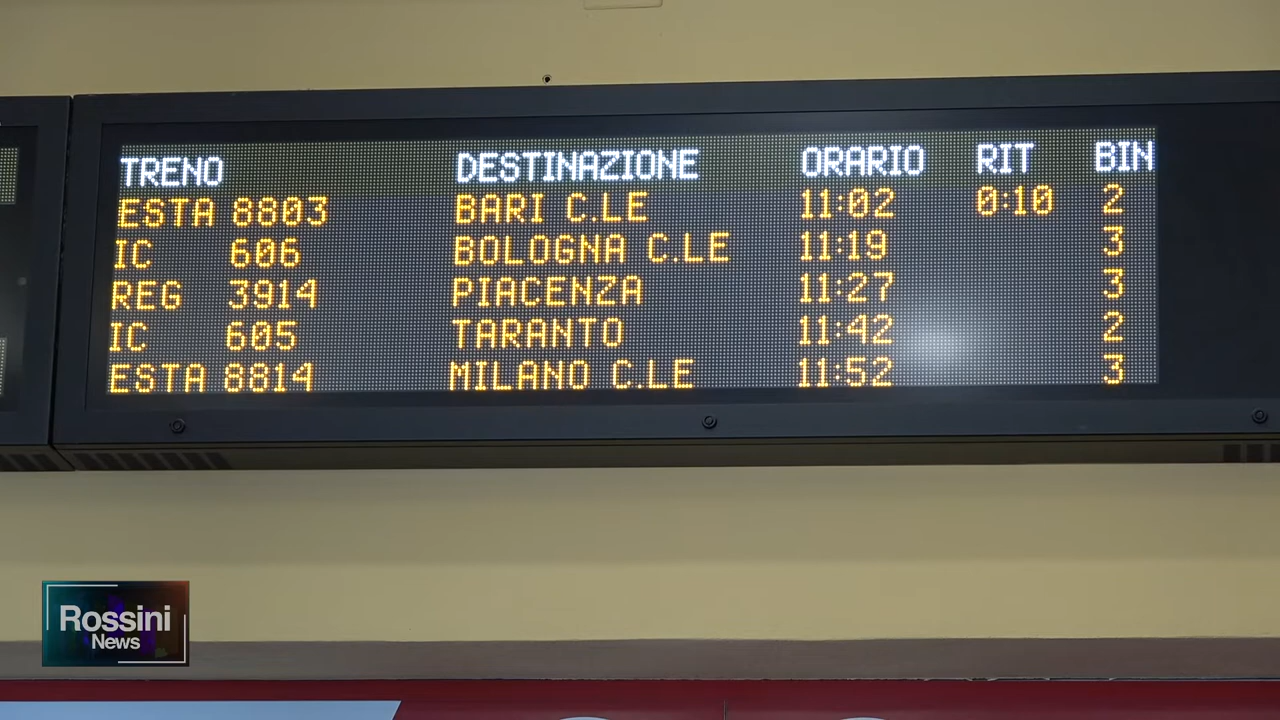 TRENO DESTINAZIONE ORARIO RIT BIN
ESTA 8803 BARI C.LE 11:02 0:10 2
IC 606 BOLOGNA C.LE 11:19 3
REG 3914 PIACENZA 11:27 3
IC 605 TARANTO 11:42 2
ESTA 8814 MILANO C.LE 11:52 3
Rossini
News